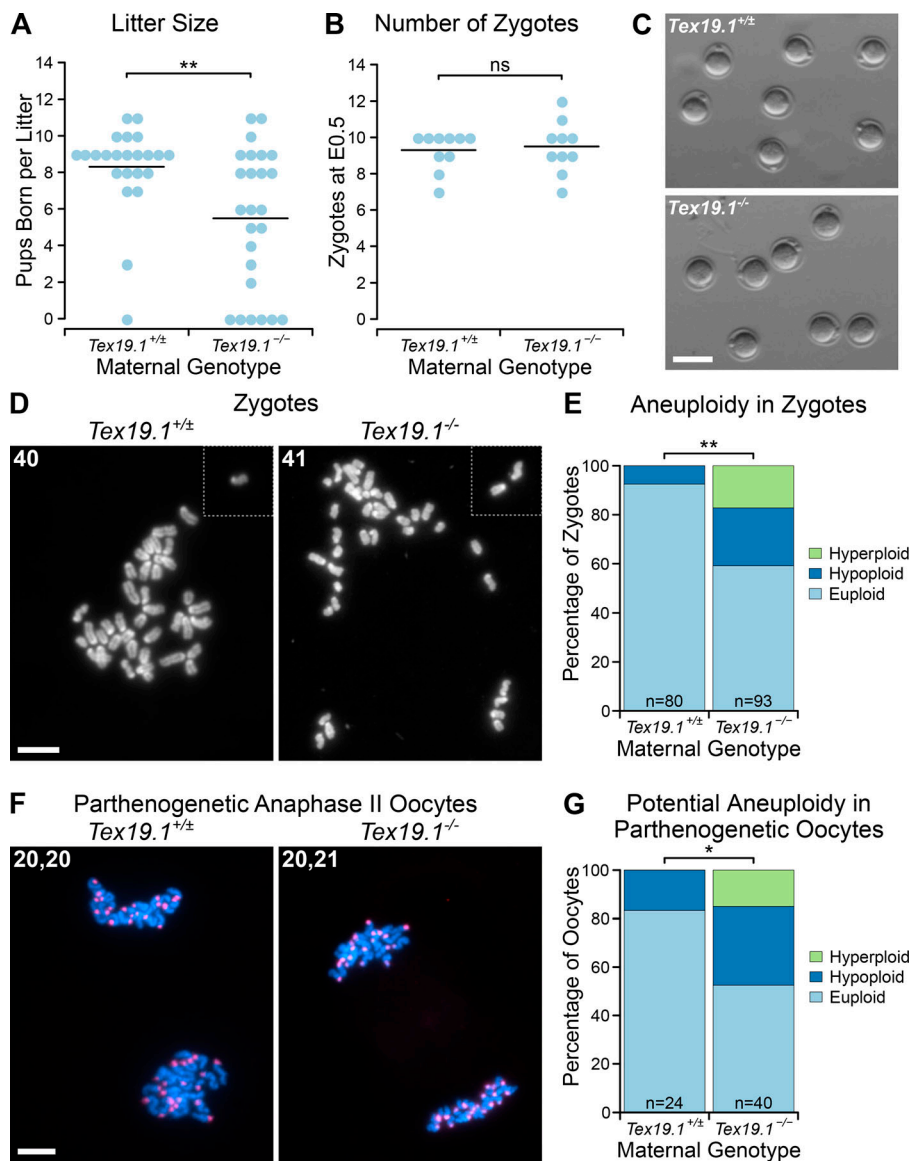 A
Litter Size
**
Pups Born per Litter
14
12
10
8
6
4
2
0
Tex19.1+/±
Tex19.1−/−
Maternal Genotype
B
Number of Zygotes
ns
Zygotes at E0.5
14
12
10
8
6
4
2
0
Tex19.1+/±
Tex19.1−/−
Maternal Genotype
C
Tex19.1+/±
Tex19.1-/-
D
Zygotes
Tex19.1+/±
Tex19.1-/-
40
41
E
Aneuploidy in Zygotes
**
Percentage of Zygotes
100
80
60
40
20
0
n=80
n=93
Tex19.1+/±
Tex19.1−/−
Maternal Genotype
Hyperploid
Hypoploid
Euploid
F
Parthenogenetic Anaphase II Oocytes
Tex19.1+/±
Tex19.1-/-
20,20
20,21
G
Potential Aneuploidy in
Parthenogenetic Oocytes
*
Percentage of Oocytes
100
80
60
40
20
0
n=24
n=40
Tex19.1+/±
Tex19.1−/−
Maternal Genotype
Hyperploid
Hypoploid
Euploid